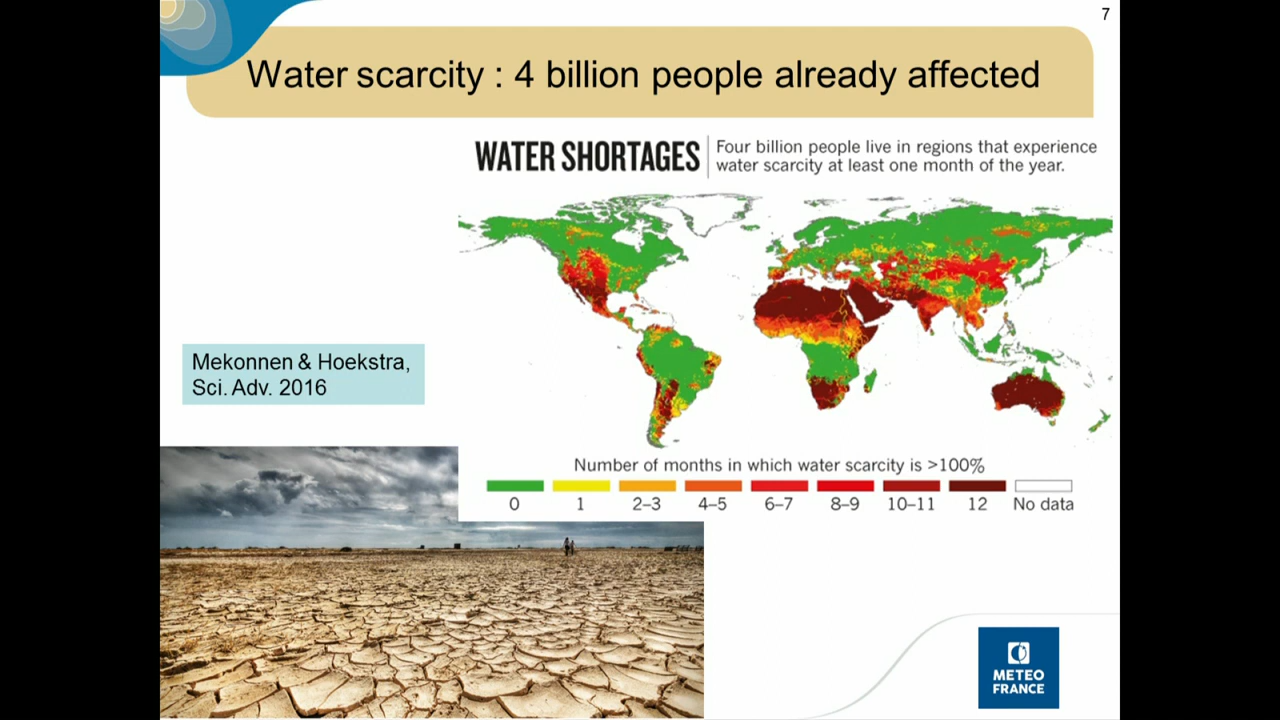 7
Water scarcity : 4 billion people already affected
WATER SHORTAGES
Four billion people live in regions that experience
water scarcity at least one month of the year.
Mekonnen & Hoekstra,
Sci. Adv. 2016
Number of months in which water scarcity is >100%
0 1 2–3 4–5 6–7 8–9 10–11 12 No data
METEO
FRANCE